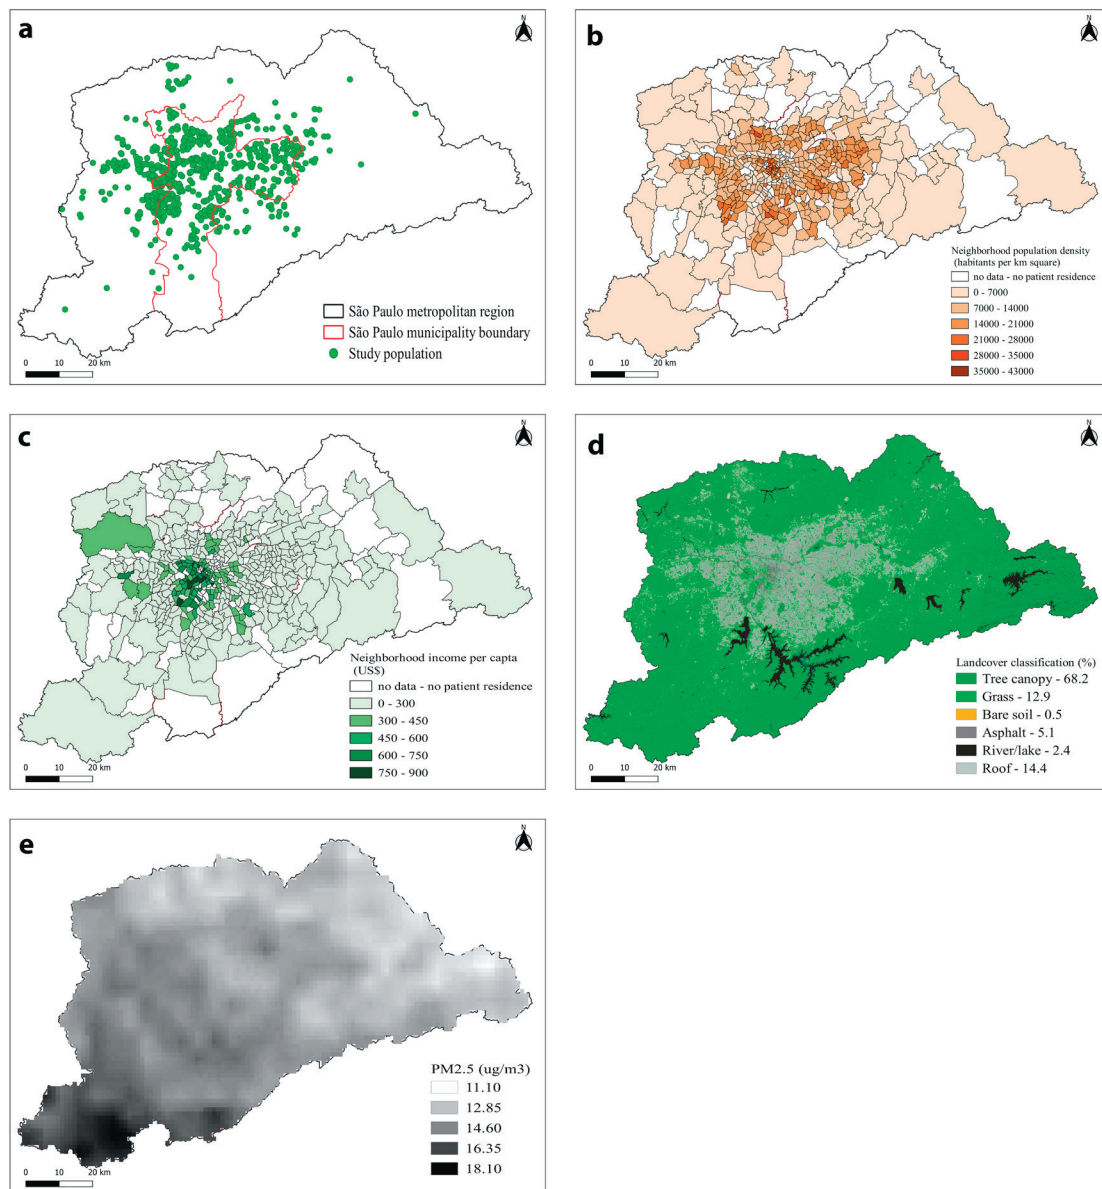 a
N
São Paulo metropolitan region
São Paulo municipality boundary
Study population
0 10 20 km
b
N
Neighborhood population density
(habitants per km square)
no data - no patient residence
0 - 7000
7000 - 14000
14000 - 21000
21000 - 28000
28000 - 35000
35000 - 43000
0 10 20 km
c
N
Neighborhood income per capta
(US$)
no data - no patient residence
0 - 300
300 - 450
450 - 600
600 - 750
750 - 900
0 10 20 km
d
N
Landcover classification (%)
Tree canopy - 68.2
Grass - 12.9
Bare soil - 0.5
Asphalt - 5.1
River/lake - 2.4
Roof - 14.4
0 10 20 km
e
N
PM2.5 (ug/m3)
11.10
12.85
14.60
16.35
18.10
0 10 20 km